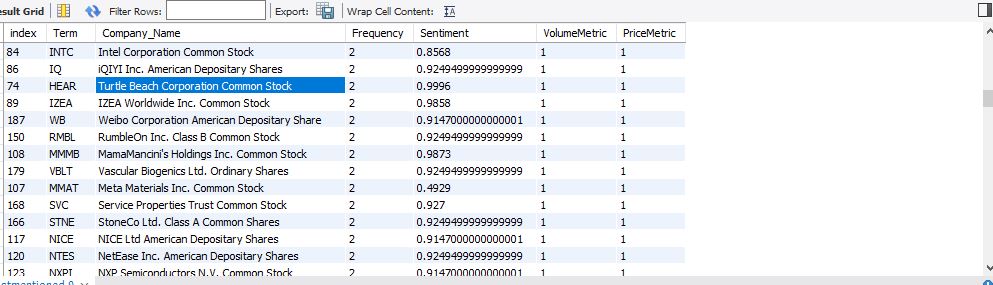 esult Grid Filter Rows: Export: Wrap Cell Content:
index Term Company_Name Frequency Sentiment VolumeMetric PriceMetric
84 INTC Intel Corporation Common Stock 2 0.8568 1 1
86 IQ iQIYI Inc. American Depositary Shares 2 0.9249499999999999 1 1
74 HEAR Turtle Beach Corporation Common Stock 2 0.9996 1 1
89 IZEA IZEA Worldwide Inc. Common Stock 2 0.9858 1 1
187 WB Weibo Corporation American Depositary Share 2 0.9147000000000001 1 1
150 RMBL RumbleOn Inc. Class B Common Stock 2 0.9249499999999999 1 1
108 MMMB MamaMancini's Holdings Inc. Common Stock 2 0.9873 1 1
179 VBLT Vascular Biogenics Ltd. Ordinary Shares 2 0.9249499999999999 1 1
107 MMAT Meta Materials Inc. Common Stock 2 0.4929 1 1
168 SVC Service Properties Trust Common Stock 2 0.927 1 1
166 STNE StoneCo Ltd. Class A Common Shares 2 0.9249499999999999 1 1
117 NICE NICE Ltd American Depositary Shares 2 0.9147000000000001 1 1
120 NTES NetEase Inc. American Depositary Shares 2 0.9249499999999999 1 1
123 NXPI NXP Semiconductors N.V. Common Stock 2 0.9147000000000001 1 1
stmentioned 9